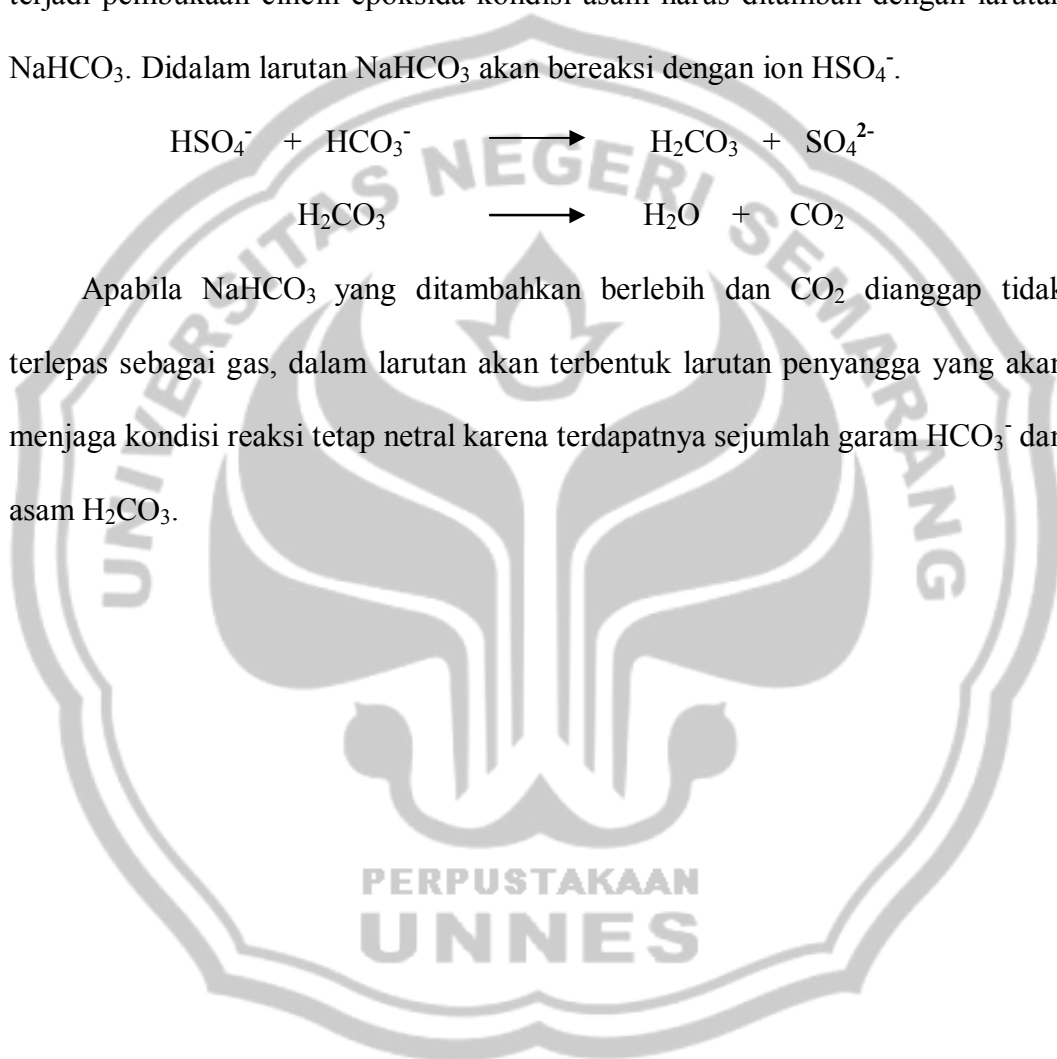 terjadi pembukaan cincin epoksida kondisi asam harus ditambah dengan larutan
NaHCO₃. Didalam larutan NaHCO₃ akan bereaksi dengan ion HSO₄⁻.
HSO₄⁻ + HCO₃⁻ ⟶ H₂CO₃ + SO₄²⁻
H₂CO₃ ⟶ H₂O + CO₂
Apabila NaHCO₃ yang ditambahkan berlebih dan CO₂ dianggap tidak
terlepas sebagai gas, dalam larutan akan terbentuk larutan penyangga yang akan
menjaga kondisi reaksi tetap netral karena terdapatnya sejumlah garam HCO₃⁻ dan
asam H₂CO₃.
UNIVERSITAS NEGERI SEMARANG
PERPUSTAKAAN
UNNES